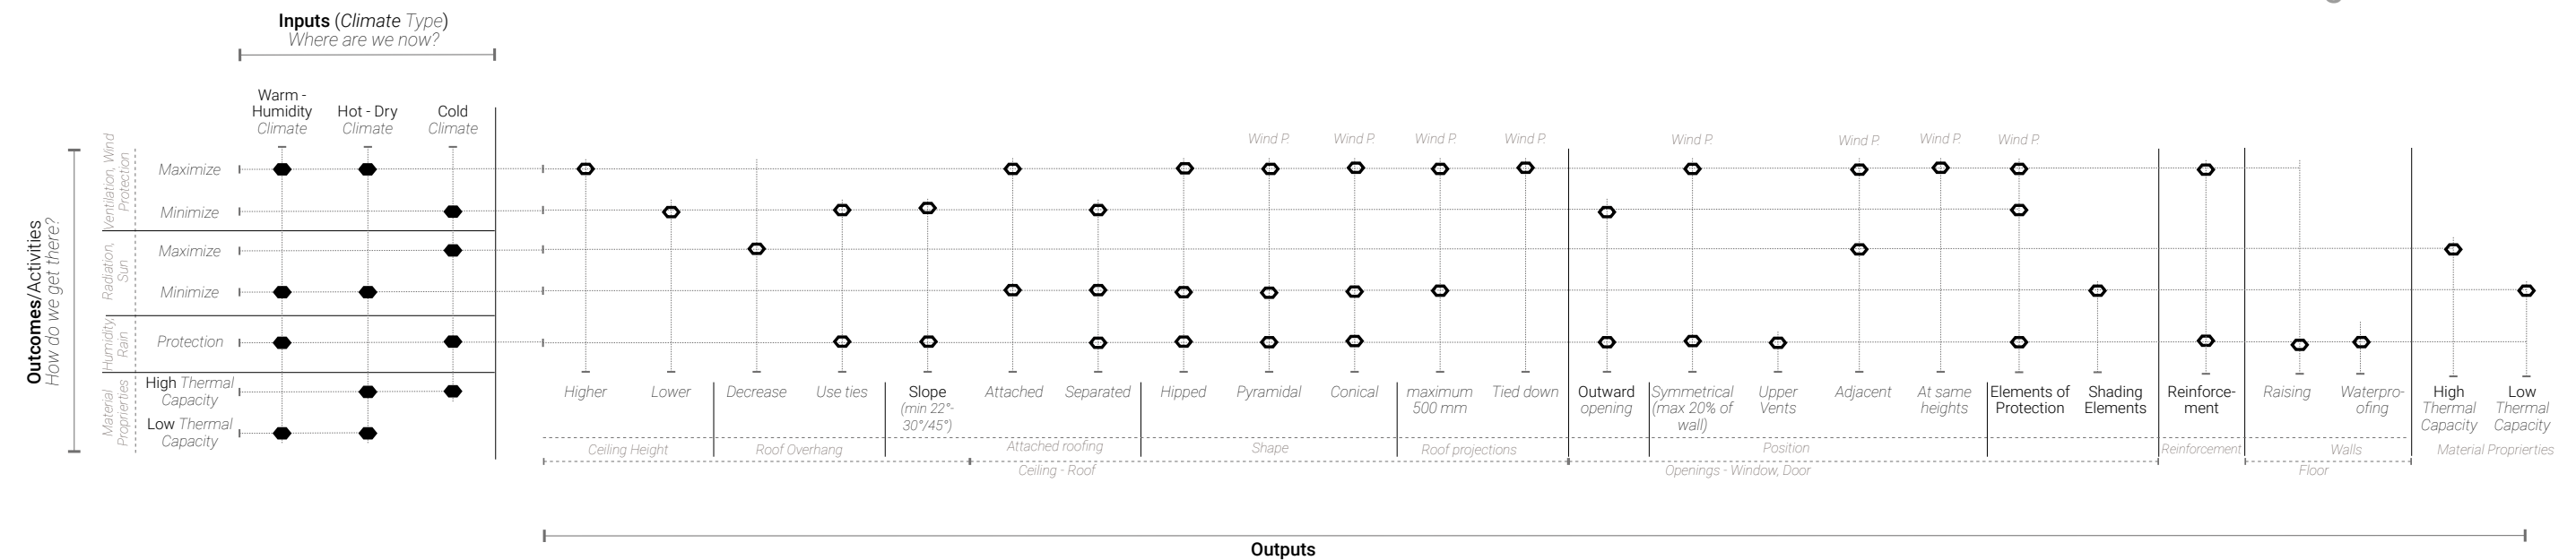 Inputs (Climate Type)
Where are we now?
Warm -
Humidity
Climate
Hot - Dry
Climate
Cold
Climate
Wind P.
Wind P.
Wind P.
Wind P.
Wind P.
Wind P.
Wind P.
Wind P.
Outcomes/Activities
How do we get there?
Ventilation, Wind
Protection
Maximize
Minimize
Radiation,
Sun
Maximize
Minimize
Humidity,
Rain
Protection
Material
Proprierties
High Thermal
Capacity
Low Thermal
Capacity
Higher
Lower
Decrease
Use ties
Slope
(min 22°-
30°/45°)
Attached
Separated
Hipped
Pyramidal
Conical
maximum
500 mm
Tied down
Outward
opening
Symmetrical
(max 20% of
wall)
Upper
Vents
Adjacent
At same
heights
Elements of
Protection
Shading
Elements
Reinforce-
ment
Raising
Waterpro-
ofing
High
Thermal
Capacity
Low
Thermal
Capacity
Ceiling Height
Roof Overhang
Attached roofing
Shape
Roof projections
Position
Reinforcement
Walls
Material Proprierties
Ceiling - Roof
Openings - Window, Door
Floor
Outputs